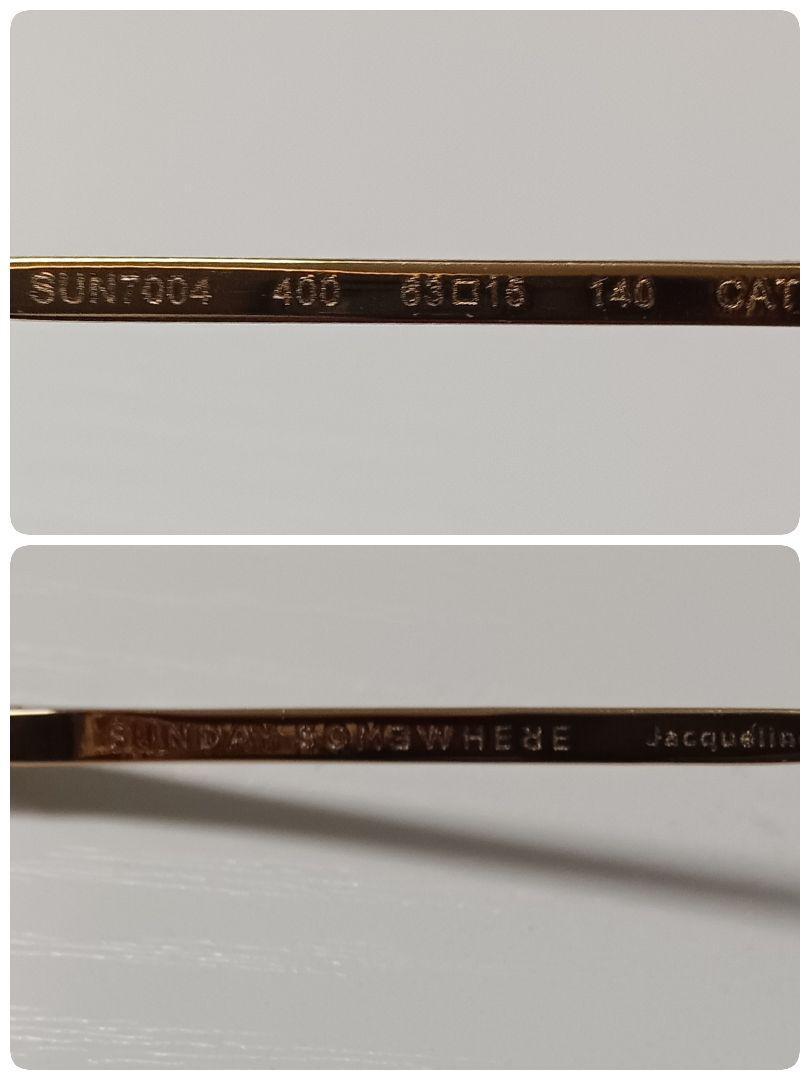 SUN7004 400 63□15 140 CAT
SUNDAY SOMEWHERE Jacquelin